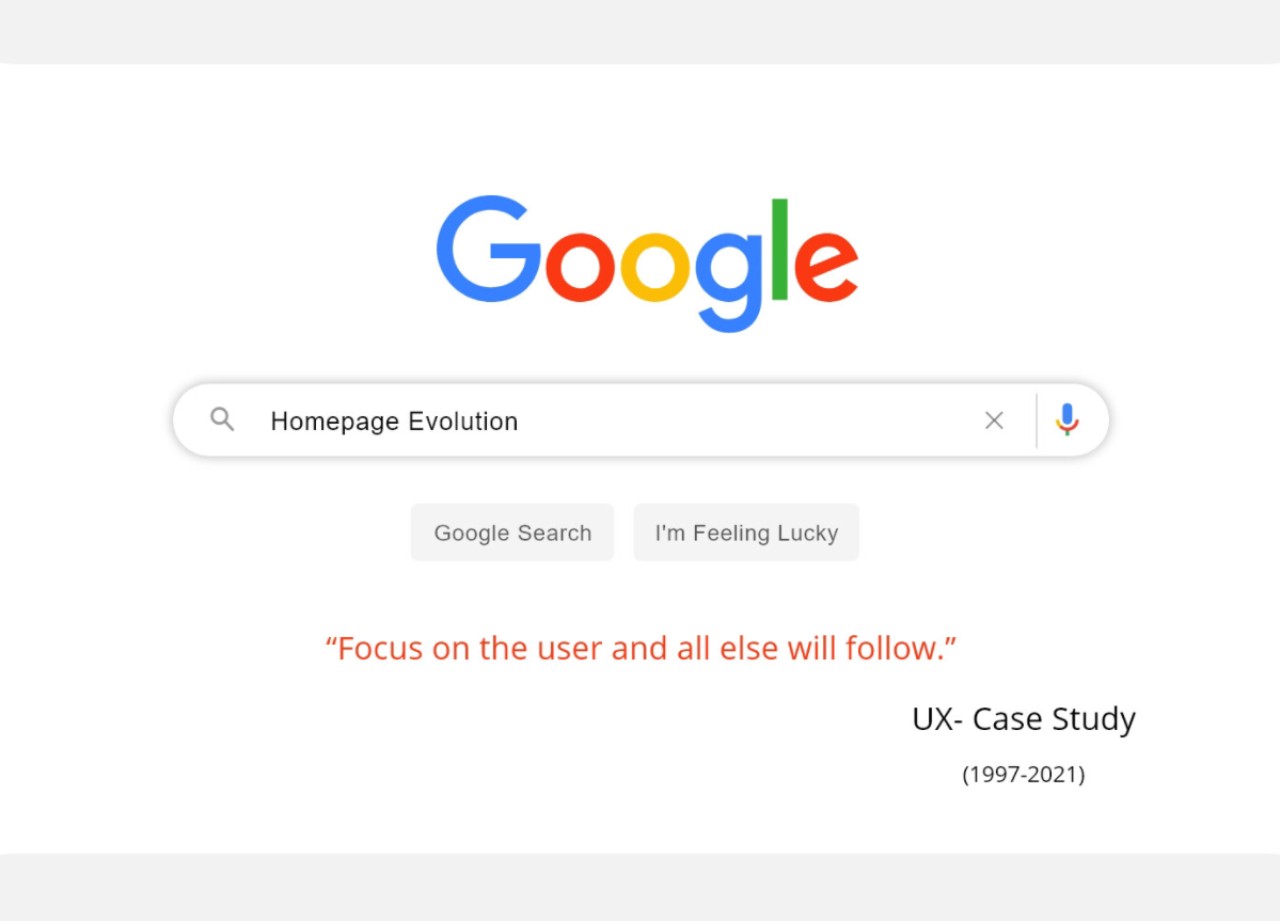 Google
Homepage Evolution
Google Search I'm Feeling Lucky
“Focus on the user and all else will follow.”
UX- Case Study
(1997-2021)